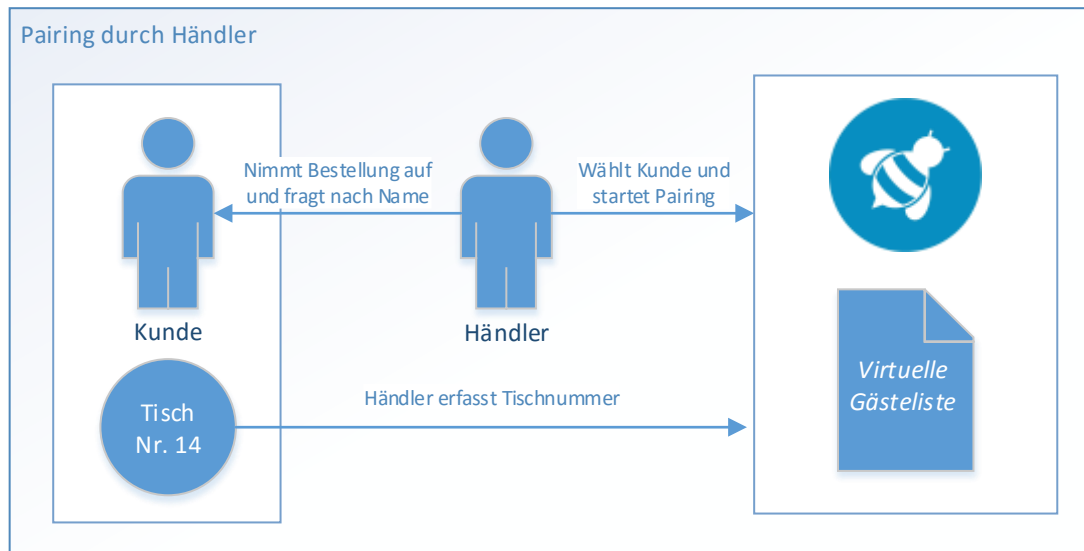 Pairing durch Händler
Nimmt Bestellung auf
und fragt nach Name
Wählt Kunde und
startet Pairing
Kunde
Händler
Tisch
Nr. 14
Händler erfasst Tischnummer
Virtuelle
Gästeliste